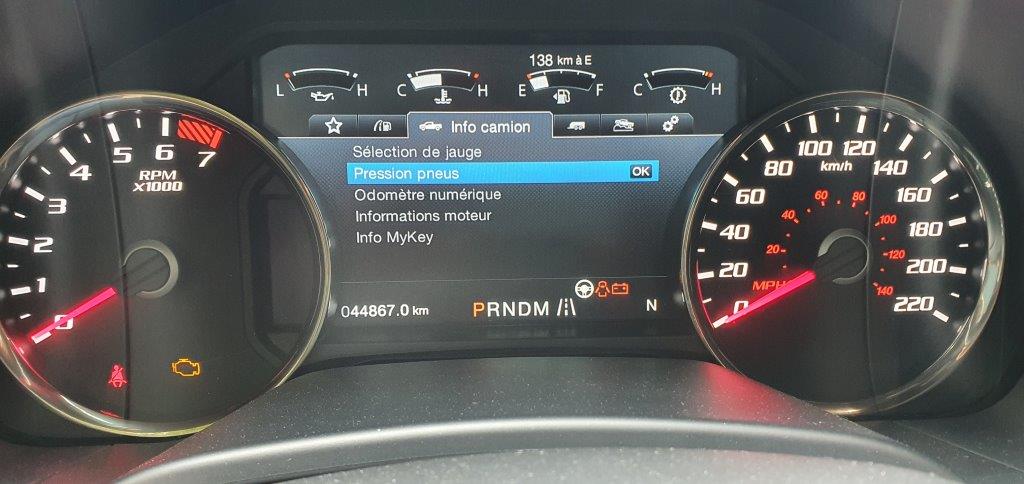 138 km à E
L H C H E F C H
Info camion
Sélection de jauge
Pression pneus OK
Odomètre numérique
Informations moteur
Info MyKey
044867.0 km PRNDM N
0 1 2 3 4 5 6 7
RPM
X1000
0 20 40 60 80 100 120 140 160 180 200 220
km/h
20 40 60 80 100 120 140
MPH